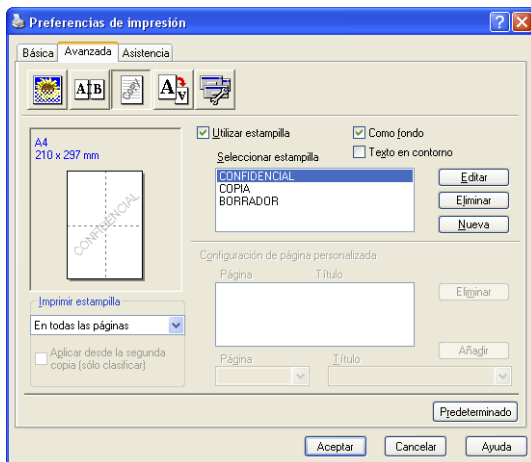 Preferencias de impresión
Básica Avanzada Asistencia
A B
COPY
A A
A4
210 x 297 mm
CONFIDENCIAL
Imprimir estampilla
En todas las páginas
Aplicar desde la segunda
copia (sólo clasificar)
Utilizar estampilla
Como fondo
Texto en contorno
Seleccionar estampilla
CONFIDENCIAL
COPIA
BORRADOR
Editar
Eliminar
Nueva
Configuración de página personalizada
Página Título
Eliminar
Añadir
Página Título
Predeterminado
Aceptar Cancelar Ayuda